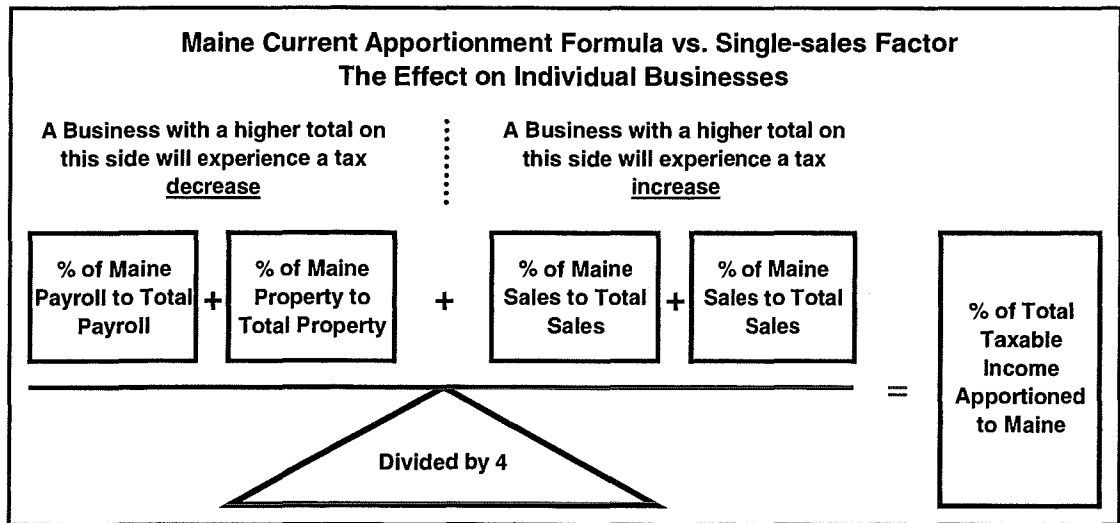 Maine Current Apportionment Formula vs. Single-sales Factor
The Effect on Individual Businesses
A Business with a higher total on
this side will experience a tax
decrease
A Business with a higher total on
this side will experience a tax
increase
% of Maine
Payroll to Total
Payroll
+
% of Maine
Property to
Total Property
+
% of Maine
Sales to Total
Sales
+
% of Maine
Sales to Total
Sales
=
% of Total
Taxable
Income
Apportioned
to Maine
Divided by 4